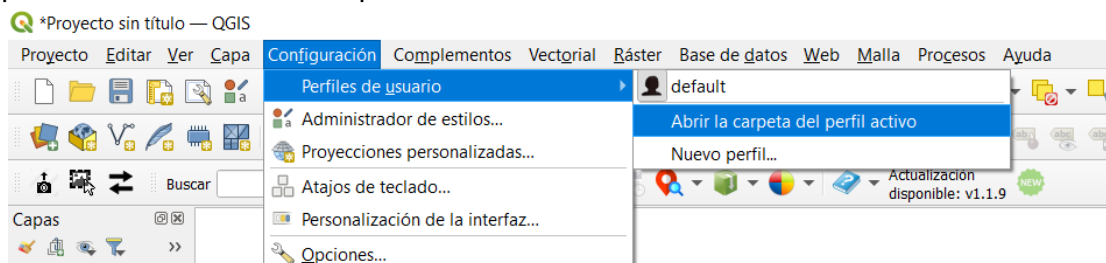 *Proyecto sin título — QGIS
Proyecto Editar Ver Capa Configuración Complementos Vectorial Ráster Base de datos Web Malla Procesos Ayuda
Perfiles de usuario
default
Administrador de estilos...
Abrir la carpeta del perfil activo
Proyecciones personalizadas...
Nuevo perfil...
Buscar
Atajos de teclado...
Actualización
disponible: v1.1.9
NEW
Capas
Personalización de la interfaz...
Opciones...